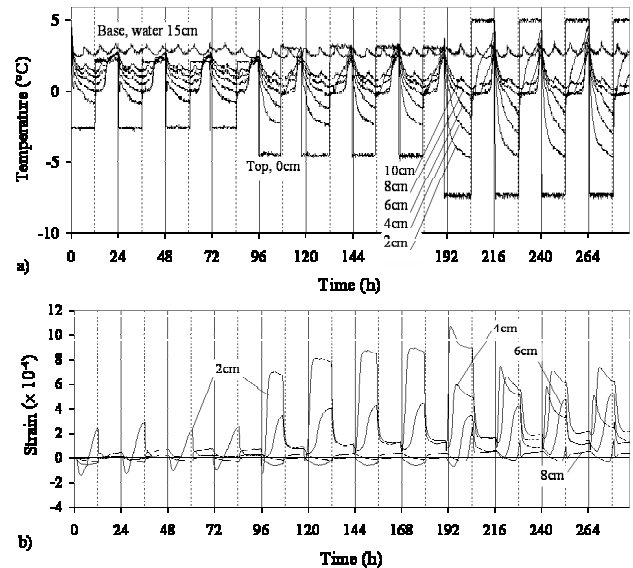 5
Base, water 15cm
0
-5
-10
Temperature (°C)
Top, 0cm
10cm
8cm
6cm
4cm
2cm
0 24 48 72 96 120 144 192 216 240 264
a)
Time (h)
12
10
8
6
4
2
0
-2
-4
Strain (× 10-4)
2cm
4cm
6cm
8cm
0 24 48 72 96 120 144 168 192 216 240 264
b)
Time (h)